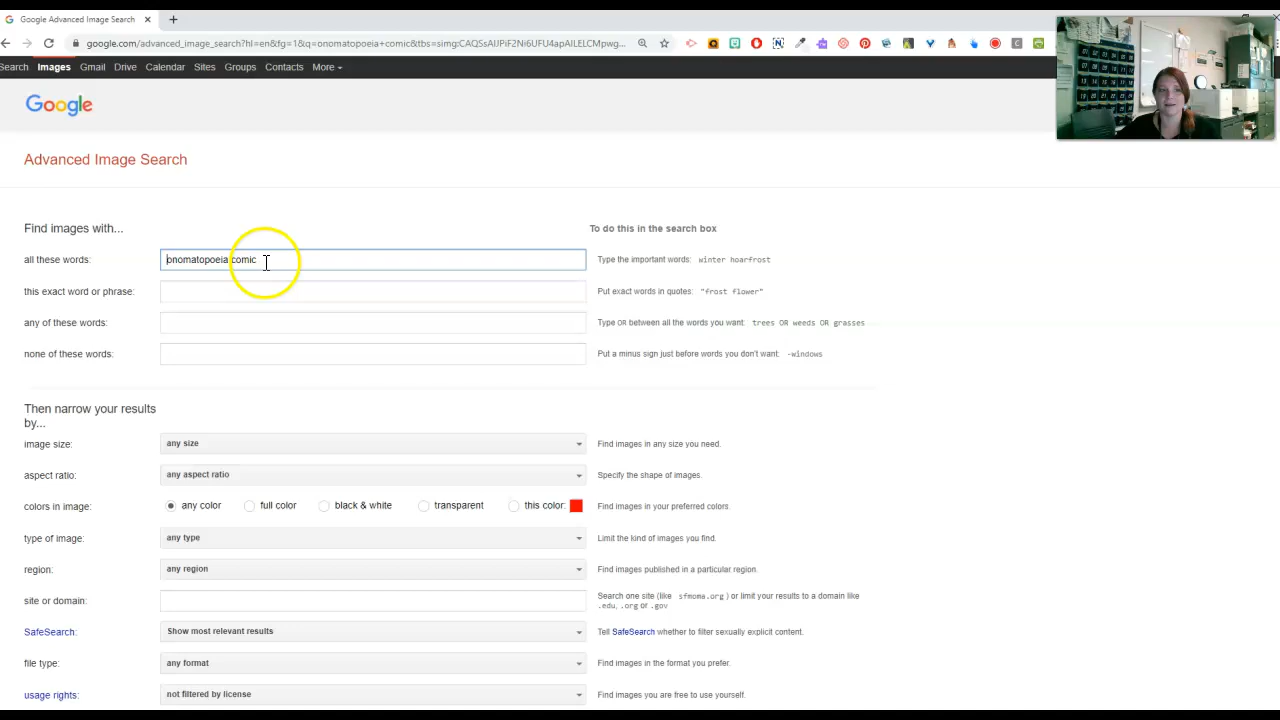 Google Advanced Image Search
google.com/advanced_image_search?hl=en&fg=1&q=onomatopoeia+comic&tbs=simg:CAQSsAIJPiF2Ni6UFU4apAILELCMpwg...
Search Images Gmail Drive Calendar Sites Groups Contacts More
Google
Advanced Image Search
Find images with... To do this in the search box
all these words: onomatopoeia comic Type the important words: winter hoarfrost
this exact word or phrase: Put exact words in quotes: "frost flower"
any of these words: Type OR between all the words you want: trees OR weeds OR grasses
none of these words: Put a minus sign just before words you don't want: -windows
Then narrow your results
by...
image size: any size Find images in any size you need.
aspect ratio: any aspect ratio Specify the shape of images.
colors in image: any color full color black & white transparent this color: Find images in your preferred colors.
type of image: any type Limit the kind of images you find.
region: any region Find images published in a particular region.
site or domain: Search one site (like sfmoma.org ) or limit your results to a domain like
.edu, .org or .gov
SafeSearch: Show most relevant results Tell SafeSearch whether to filter sexually explicit content.
file type: any format Find images in the format you prefer.
usage rights: not filtered by license Find images you are free to use yourself.